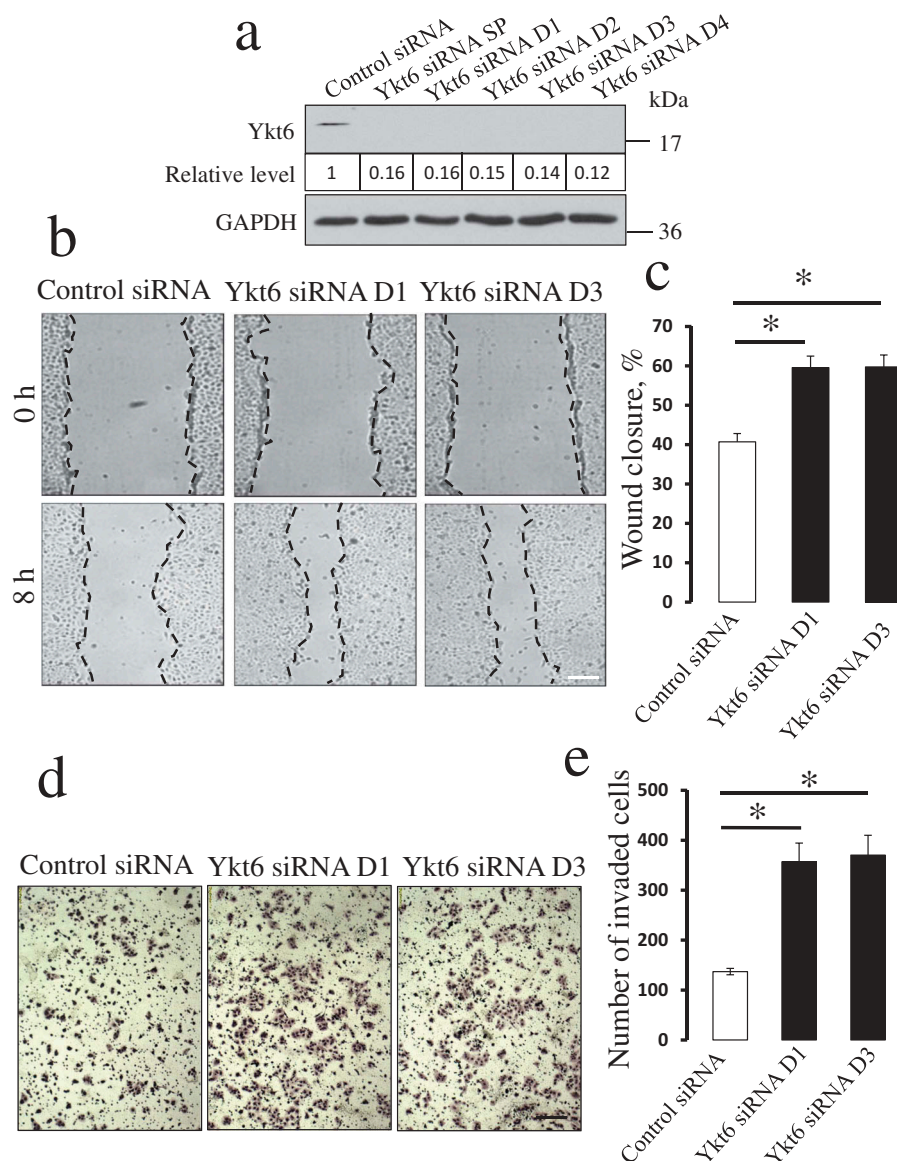 a
Control siRNA
Ykt6 siRNA SP
Ykt6 siRNA D1
Ykt6 siRNA D2
Ykt6 siRNA D3
Ykt6 siRNA D4
kDa
Ykt6
17
Relative level 1 0.16 0.16 0.15 0.14 0.12
GAPDH
36
b
Control siRNA Ykt6 siRNA D1 Ykt6 siRNA D3
0 h
8 h
c
* *
Wound closure, %
70
60
50
40
30
20
10
0
Control siRNA
Ykt6 siRNA D1
Ykt6 siRNA D3
d
Control siRNA Ykt6 siRNA D1 Ykt6 siRNA D3
e
* *
Number of invaded cells
500
400
300
200
100
0
Control siRNA
Ykt6 siRNA D1
Ykt6 siRNA D3